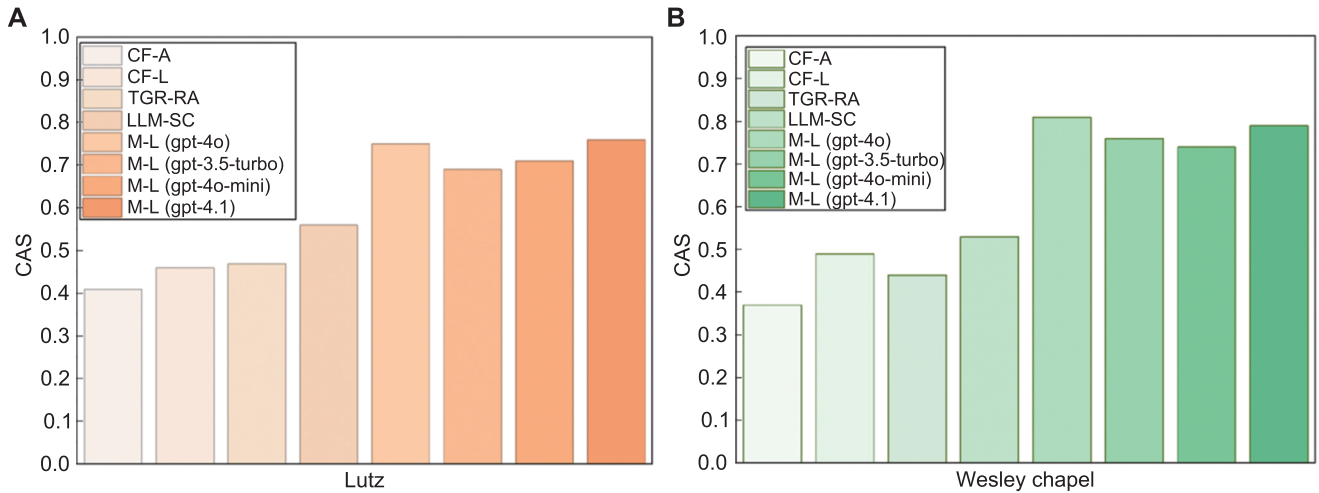 A
CAS
1.0
0.9
0.8
0.7
0.6
0.5
0.4
0.3
0.2
0.1
0.0
CF-A
CF-L
TGR-RA
LLM-SC
M-L (gpt-4o)
M-L (gpt-3.5-turbo)
M-L (gpt-4o-mini)
M-L (gpt-4.1)
Lutz
B
CAS
1.0
0.9
0.8
0.7
0.6
0.5
0.4
0.3
0.2
0.1
0.0
CF-A
CF-L
TGR-RA
LLM-SC
M-L (gpt-4o)
M-L (gpt-3.5-turbo)
M-L (gpt-4o-mini)
M-L (gpt-4.1)
Wesley chapel